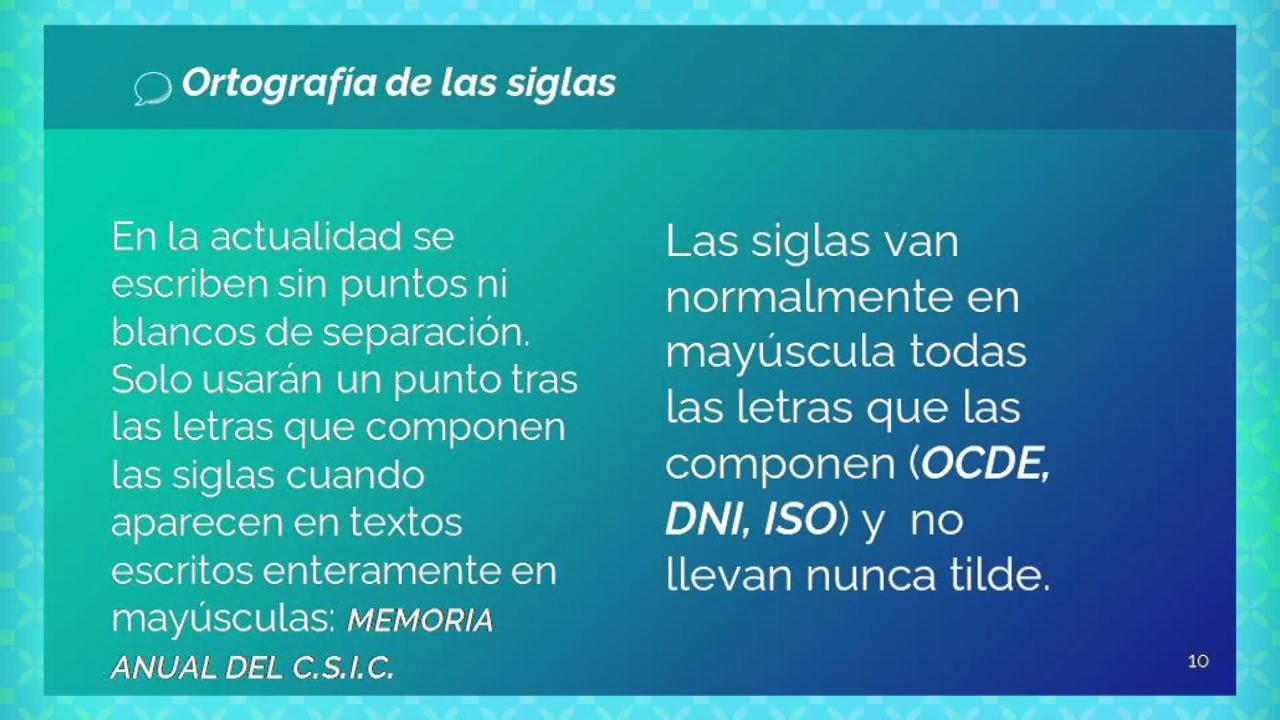 Ortografía de las siglas
En la actualidad se
escriben sin puntos ni
blancos de separación.
Solo usarán un punto tras
las letras que componen
las siglas cuando
aparecen en textos
escritos enteramente en
mayúsculas: MEMORIA
ANUAL DEL C.S.I.C.
Las siglas van
normalmente en
mayúscula todas
las letras que las
componen (OCDE,
DNI, ISO) y  no
llevan nunca tilde.
10